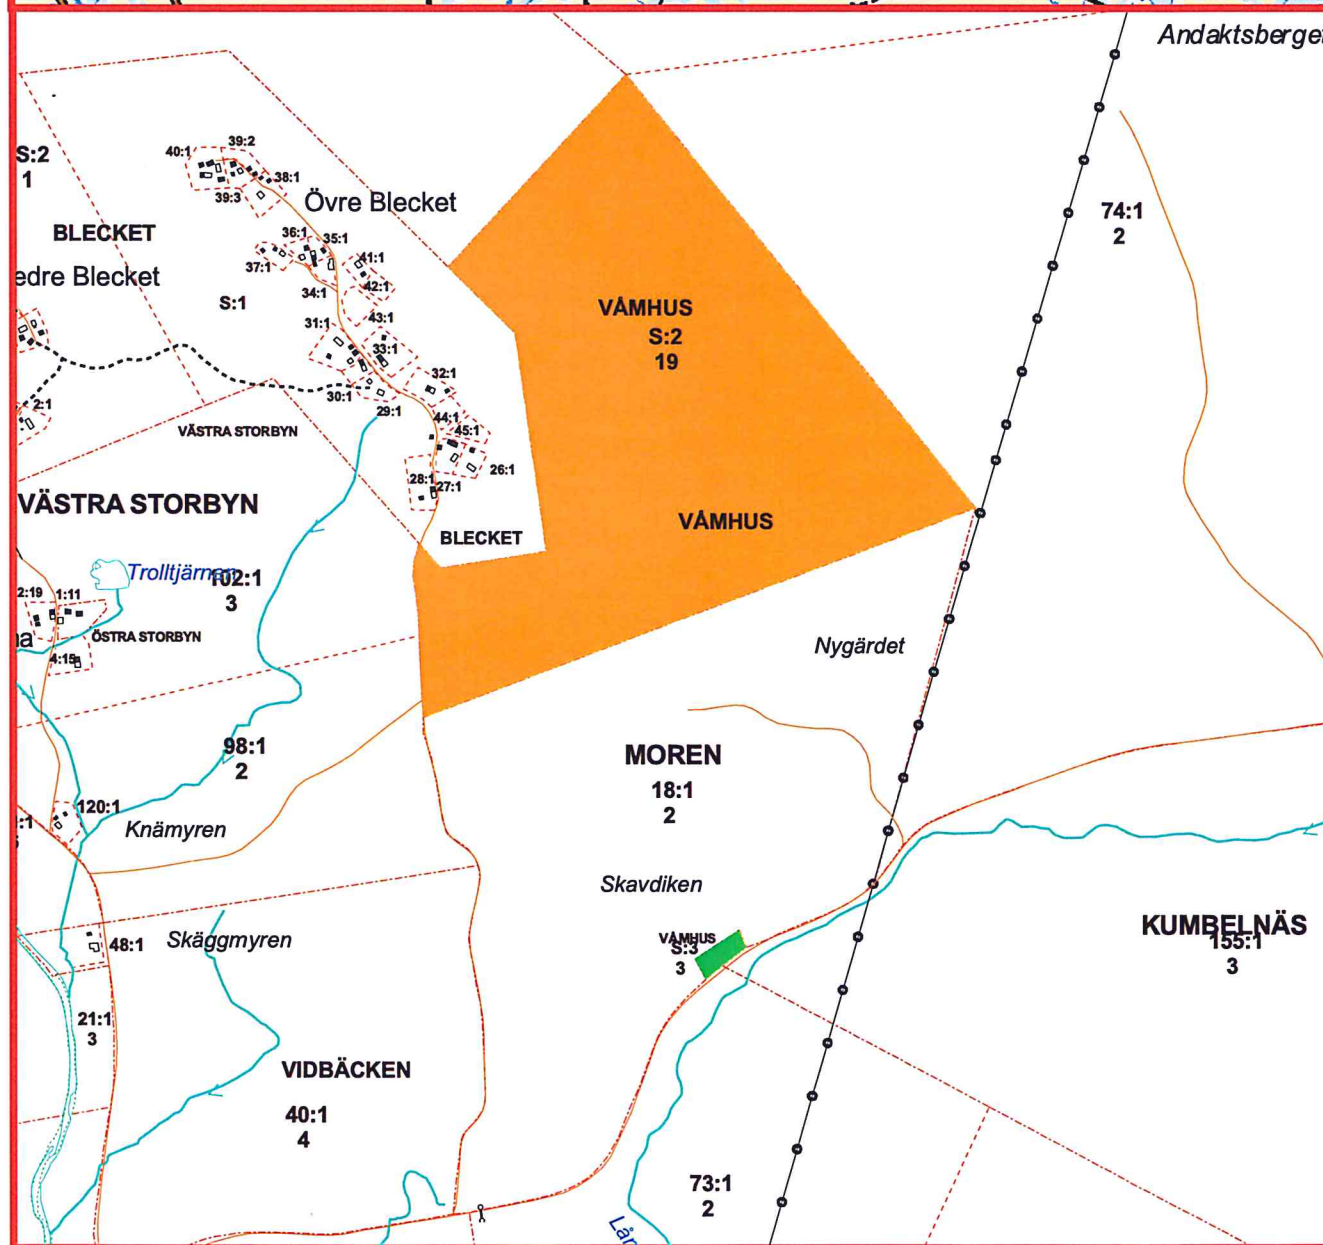 Andaktsberget
39:2
40:1
S:2
1
38:1
39:3
Övre Blecket
74:1
2
BLECKET
36:1
35:1
41:1
37:1
edre Blecket
42:1
34:1
S:1
VÅMHUS
S:2
19
43:1
31:1
33:1
32:1
30:1
2:1
29:1
44:1
VÄSTRA STORBYN
45:1
26:1
28:1
27:1
VÄSTRA STORBYN
VÅMHUS
BLECKET
Trolltjärnen
102:1
3
2:19
1:11
ÖSTRA STORBYN
4:15
Nygärdet
98:1
2
MOREN
18:1
2
120:1
:1
Knämyren
Skavdiken
KUMBELNÄS
155:1
3
48:1
Skäggmyren
VÅMHUS
S:3
3
21:1
3
VIDBÄCKEN
40:1
4
73:1
2
Lån